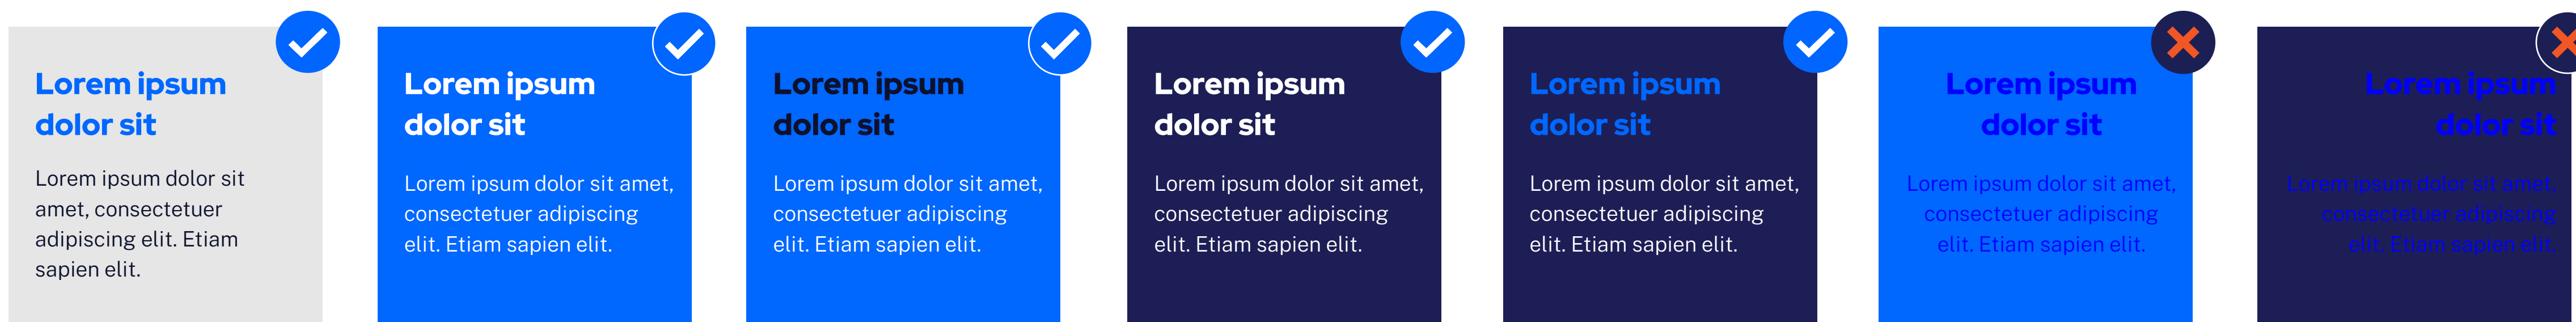 Lorem ipsum
dolor sit
Lorem ipsum dolor sit
amet, consectetuer
adipiscing elit. Etiam
sapien elit.
Lorem ipsum
dolor sit
Lorem ipsum dolor sit amet,
consectetuer adipiscing
elit. Etiam sapien elit.
Lorem ipsum
dolor sit
Lorem ipsum dolor sit amet,
consectetuer adipiscing
elit. Etiam sapien elit.
Lorem ipsum
dolor sit
Lorem ipsum dolor sit amet,
consectetuer adipiscing
elit. Etiam sapien elit.
Lorem ipsum
dolor sit
Lorem ipsum dolor sit amet,
consectetuer adipiscing
elit. Etiam sapien elit.
Lorem ipsum
dolor sit
Lorem ipsum dolor sit amet,
consectetuer adipiscing
elit. Etiam sapien elit.
Lorem ipsum
dolor sit
Lorem ipsum dolor sit amet,
consectetuer adipiscing
elit. Etiam sapien elit.